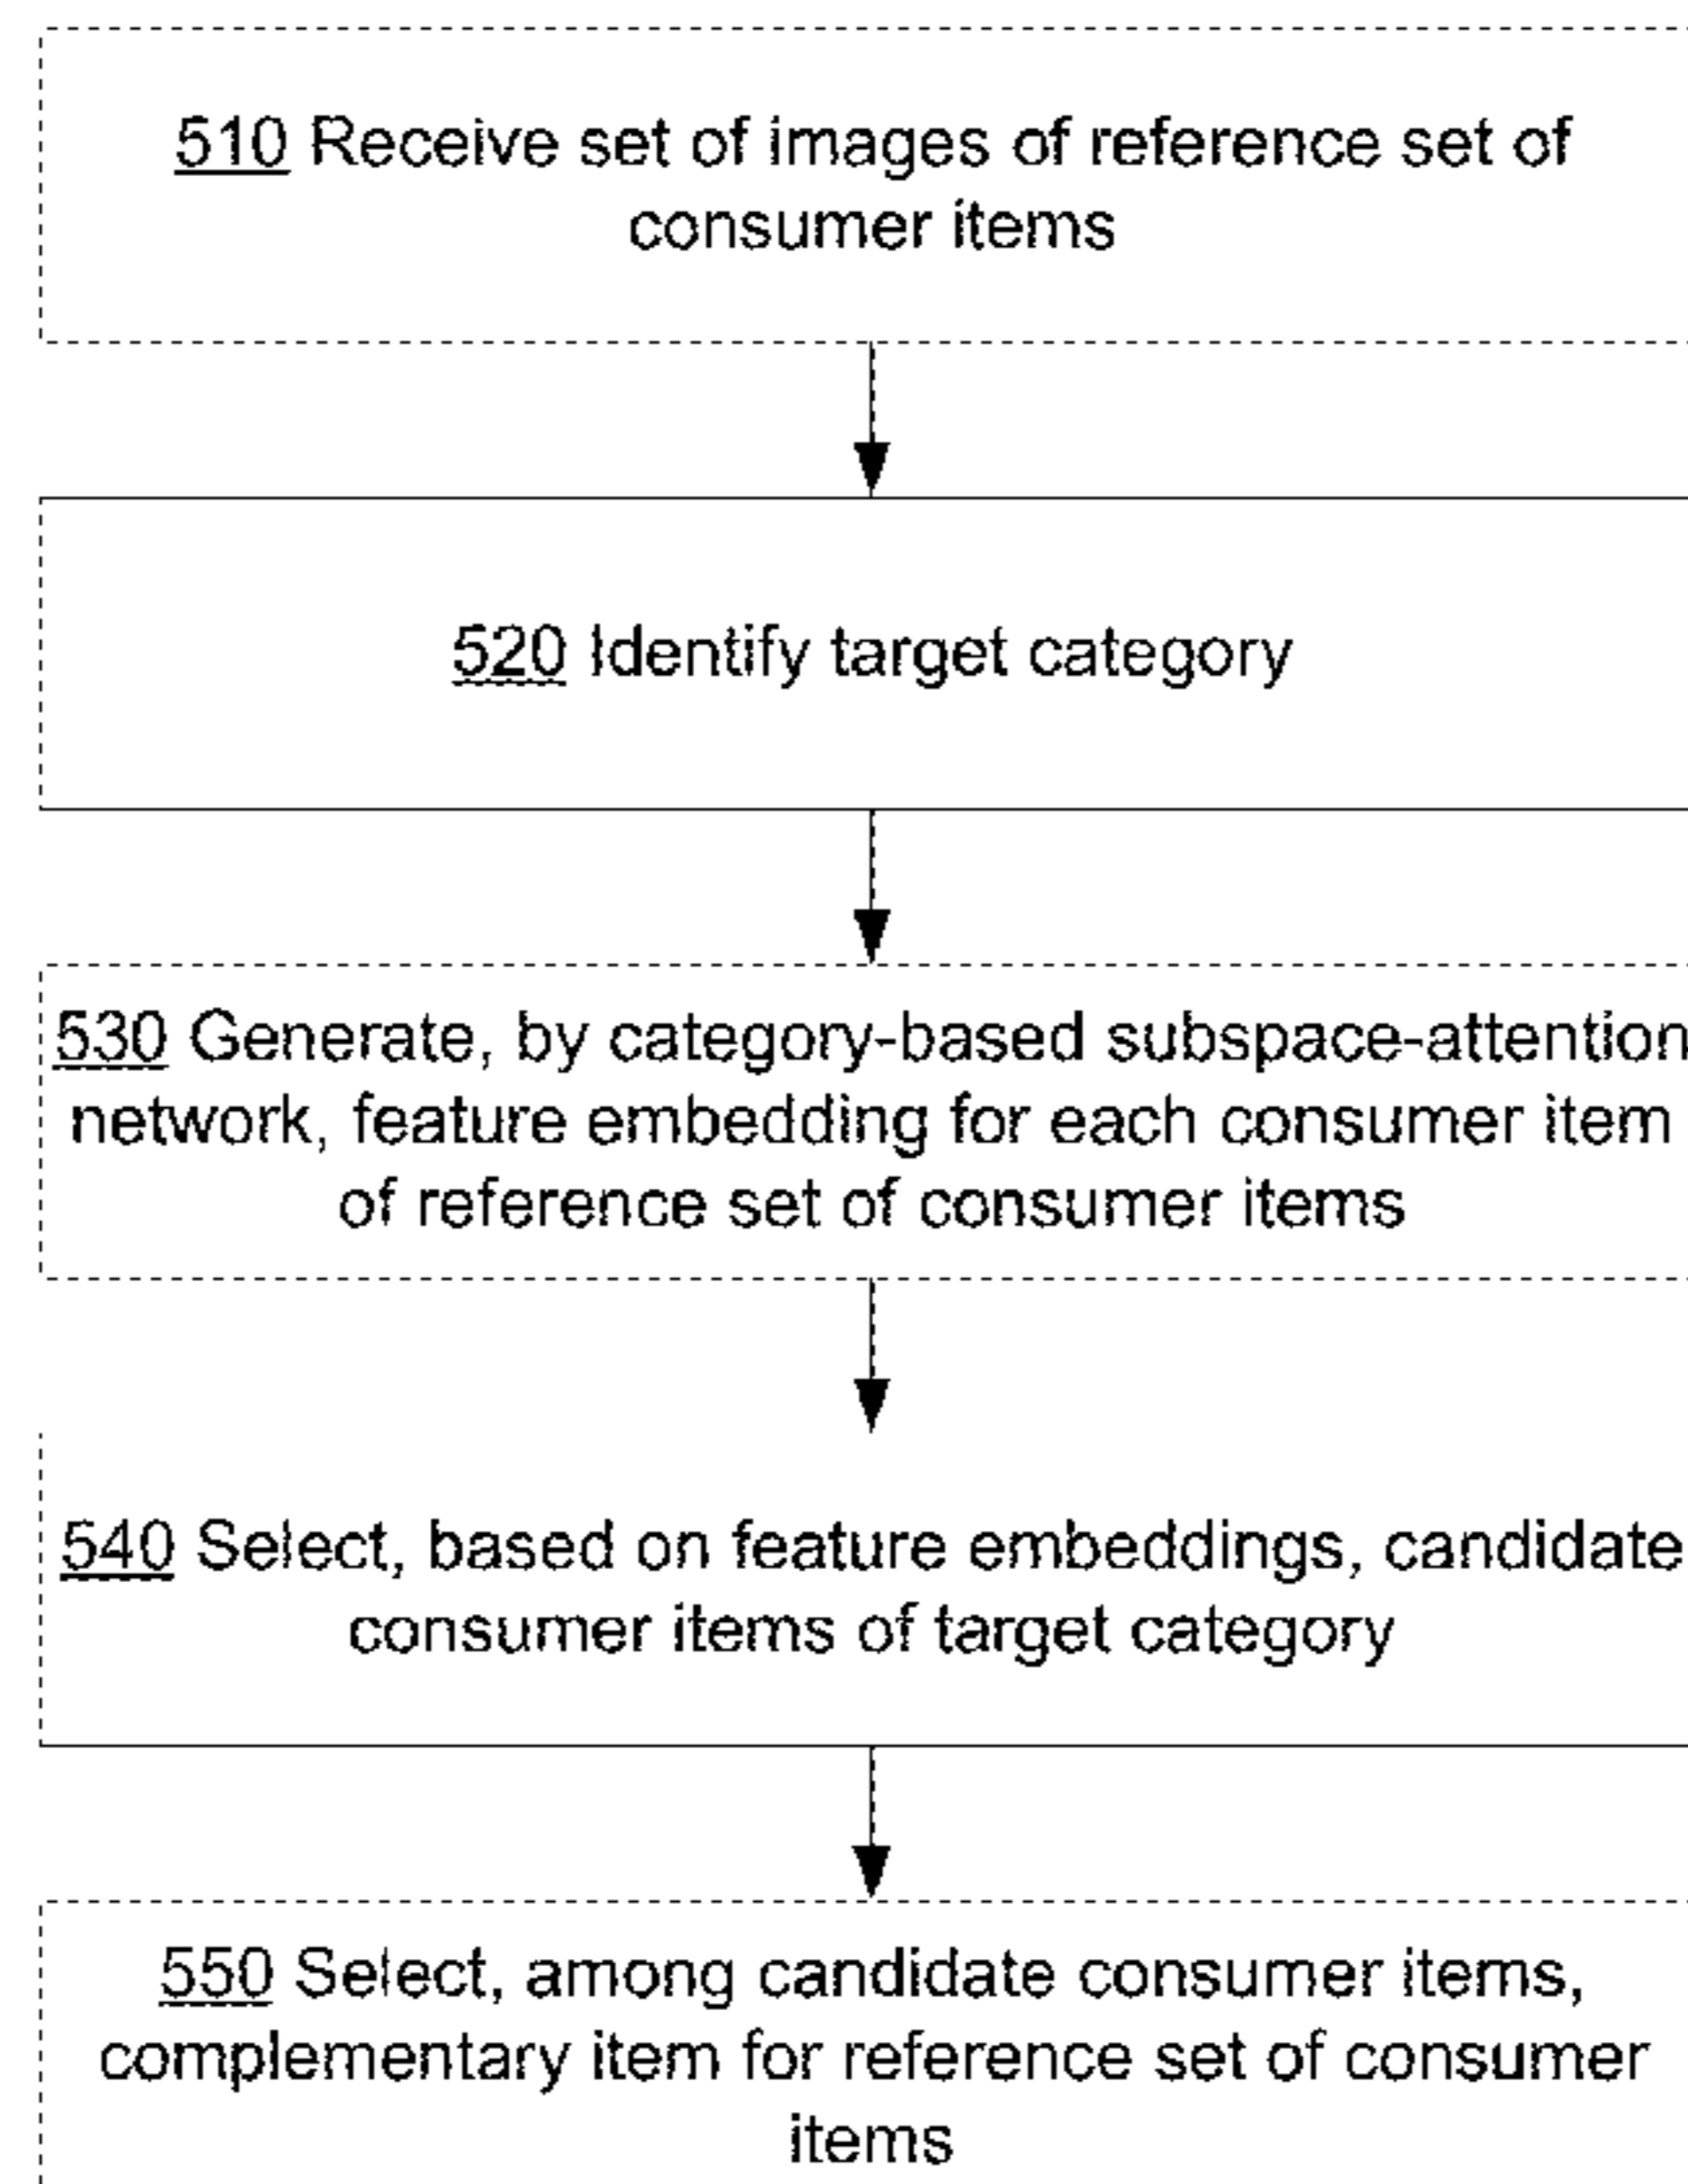 510 Receive set of images of reference set of
consumer items
520 Identify target category
530 Generate, by category-based subspace-attention
network, feature embedding for each consumer item
of reference set of consumer items
540 Select, based on feature embeddings, candidate
consumer items of target category
550 Select, among candidate consumer items,
complementary item for reference set of consumer
items